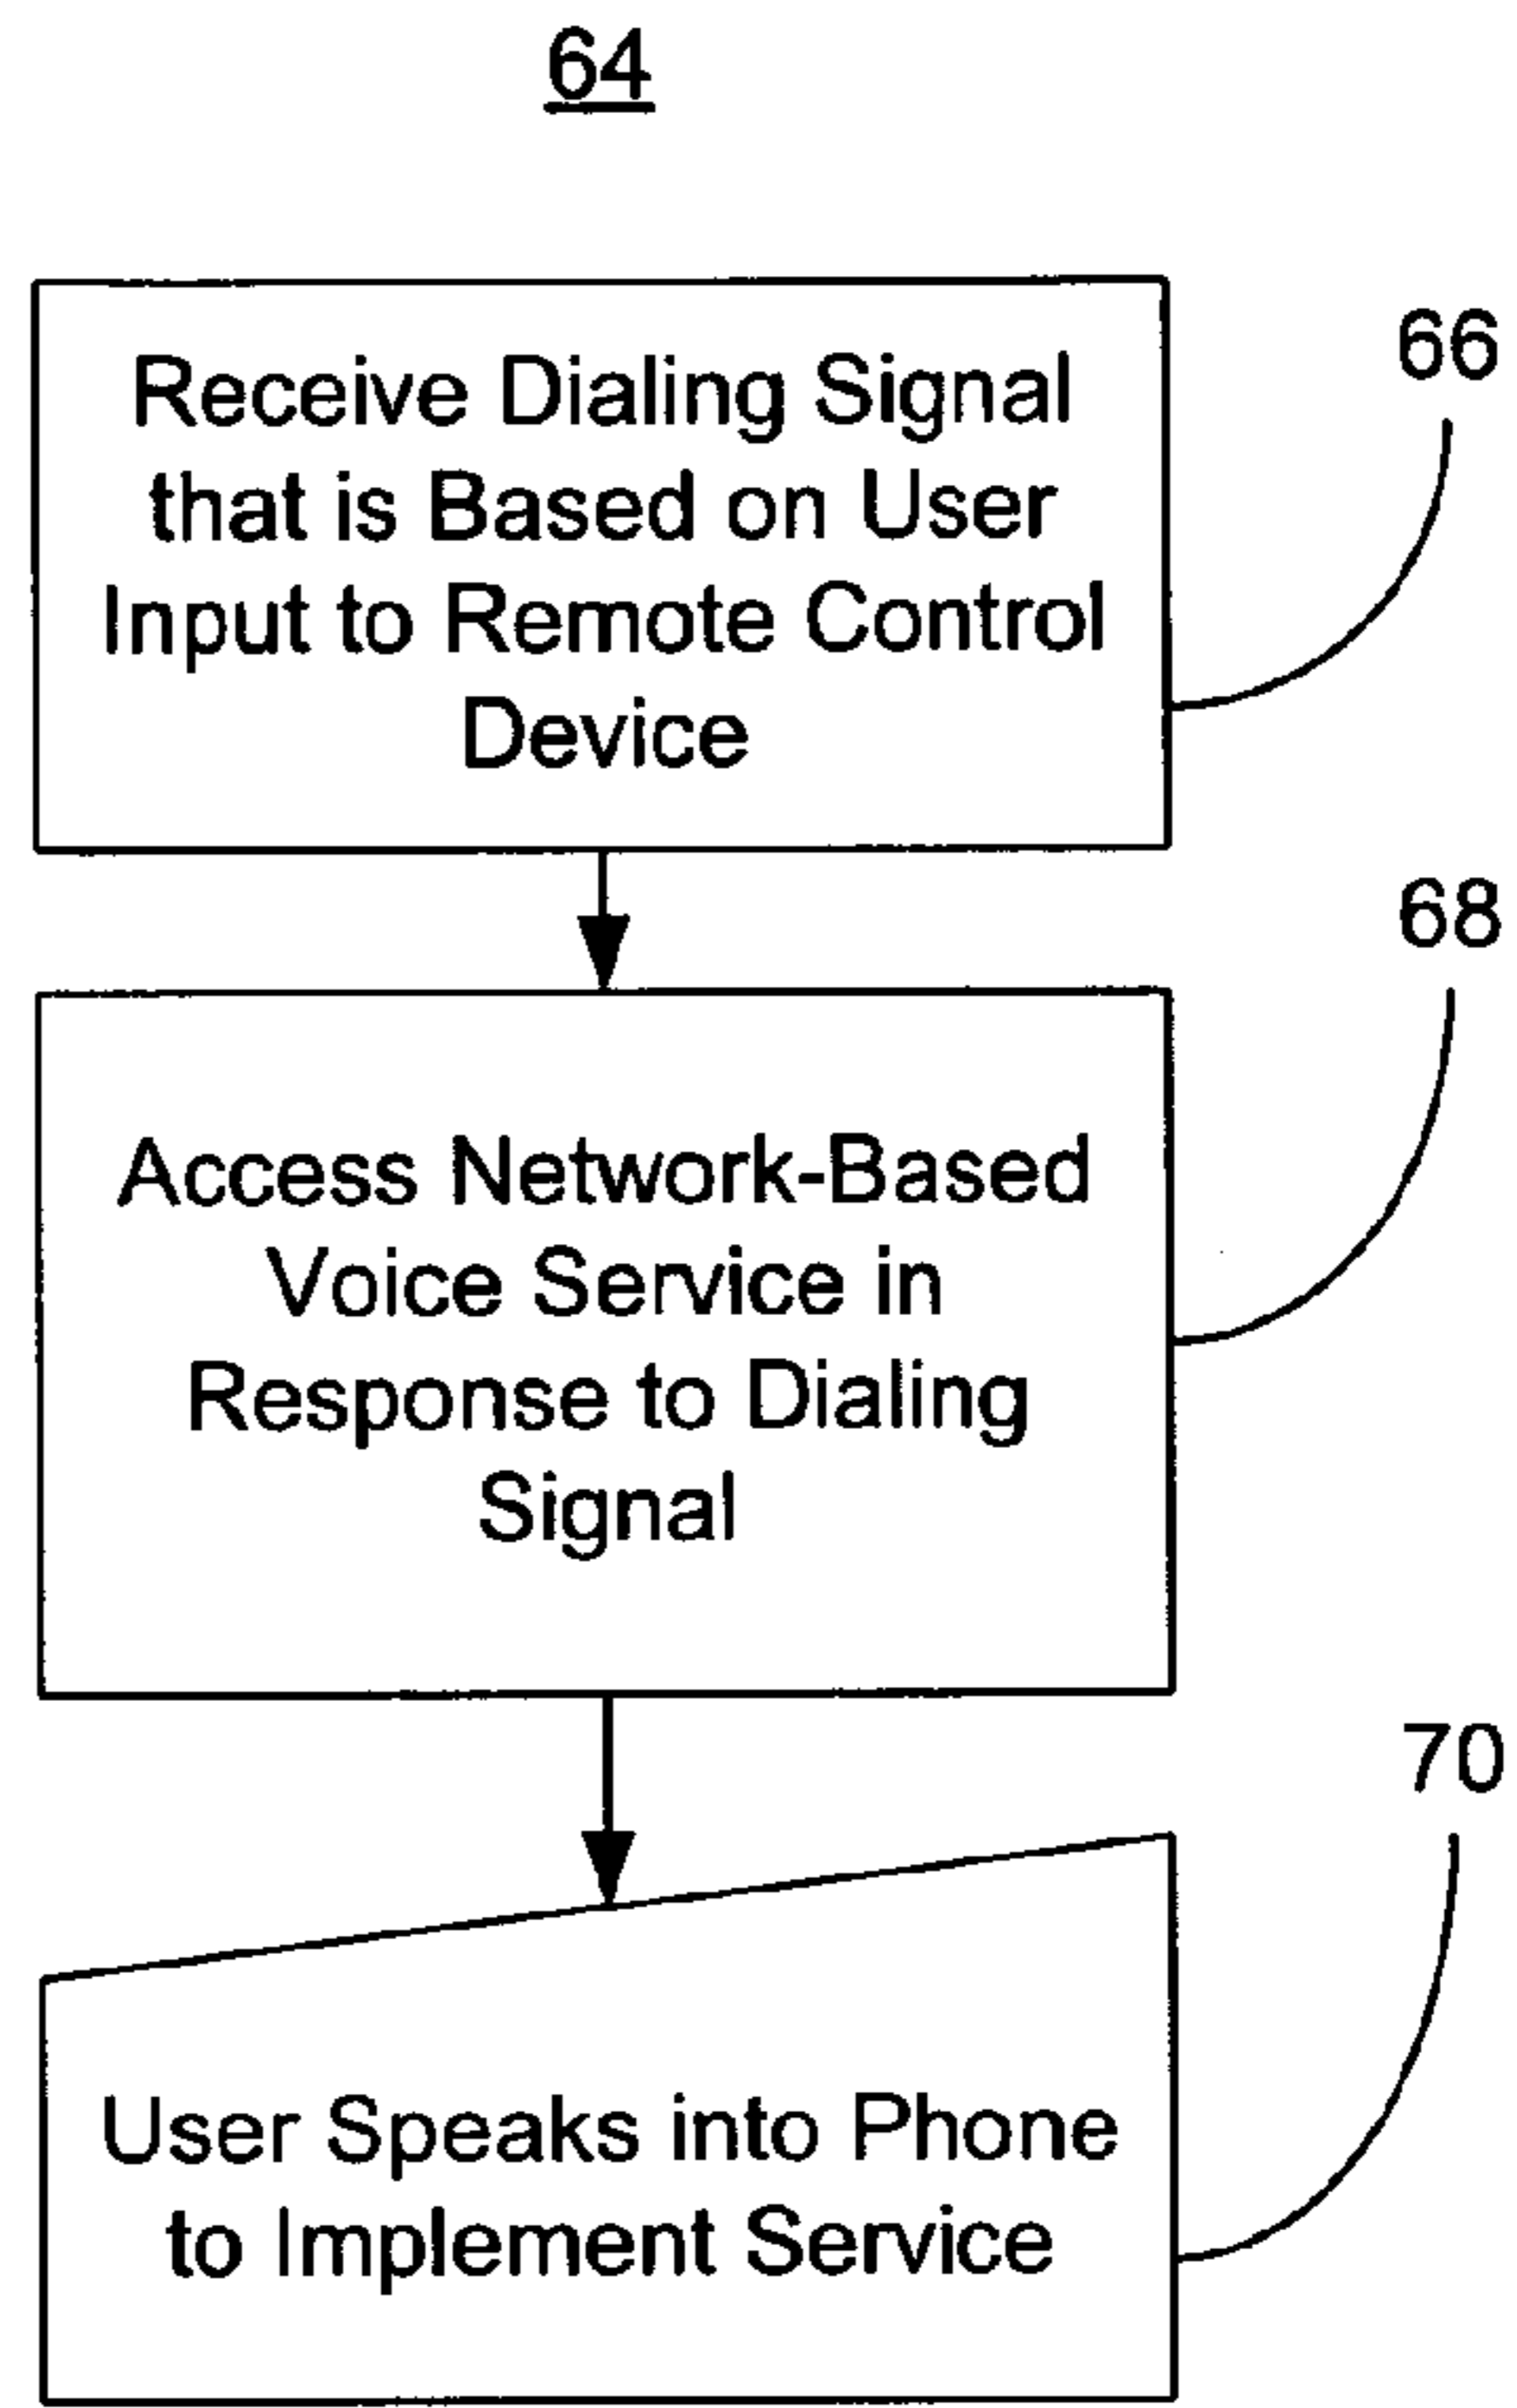 64
Receive Dialing Signal
that is Based on User
Input to Remote Control
Device
66
Access Network-Based
Voice Service in
Response to Dialing
Signal
68
User Speaks into Phone
to Implement Service
70